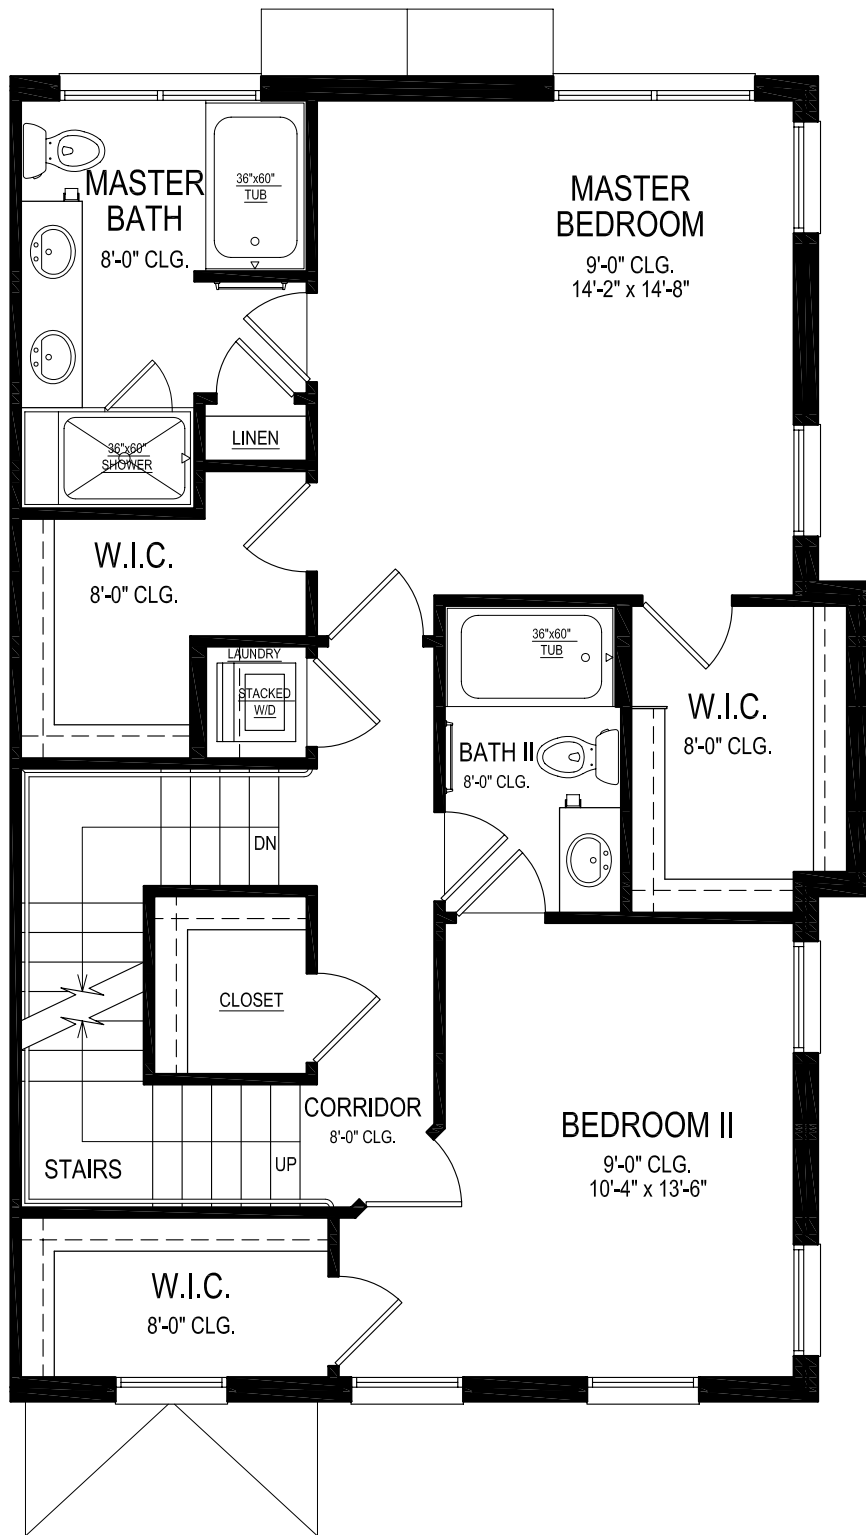 MASTER
BATH
8'-0" CLG.
36"x60"
TUB
MASTER
BEDROOM
9'-0" CLG.
14'-2" x 14'-8"
LINEN
36"x60"
SHOWER
W.I.C.
8'-0" CLG.
LAUNDRY
STACKED
W/D
36"x60"
TUB
BATH II
8'-0" CLG.
W.I.C.
8'-0" CLG.
DN
CLOSET
CORRIDOR
8'-0" CLG.
UP
STAIRS
BEDROOM II
9'-0" CLG.
10'-4" x 13'-6"
W.I.C.
8'-0" CLG.